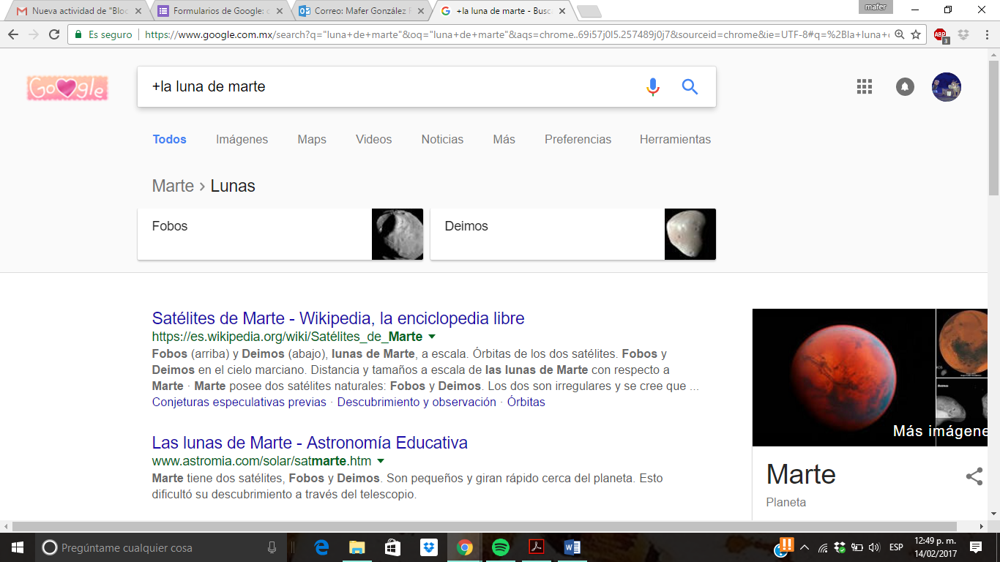 mafer
Nueva actividad de "Bloc
Formularios de Google: c
Correo: Mafer González F
+la luna de marte - Busc
Es seguro
https://www.google.com.mx/search?q="luna+de+marte"&oq="luna+de+marte"&aqs=chrome..69i57j0l5.257489j0j7&sourceid=chrome&ie=UTF-8#q=%2Bla+luna+
ABP
3
Google
+la luna de marte
Todos Imágenes Maps Videos Noticias Más Preferencias Herramientas
Marte > Lunas
Fobos
Deimos
Satélites de Marte - Wikipedia, la enciclopedia libre
https://es.wikipedia.org/wiki/Satélites_de_Marte
Fobos (arriba) y Deimos (abajo), lunas de Marte, a escala. Órbitas de los dos satélites. Fobos y
Deimos en el cielo marciano. Distancia y tamaños a escala de las lunas de Marte con respecto a
Marte · Marte posee dos satélites naturales: Fobos y Deimos. Los dos son irregulares y se cree que ...
Conjeturas especulativas previas · Descubrimiento y observación · Órbitas
Las lunas de Marte - Astronomía Educativa
www.astromia.com/solar/satmarte.htm
Marte tiene dos satélites, Fobos y Deimos. Son pequeños y giran rápido cerca del planeta. Esto
dificultó su descubrimiento a través del telescopio.
Más imágene
Marte
Planeta
Pregúntame cualquier cosa
ESP
12:49 p. m.
14/02/2017